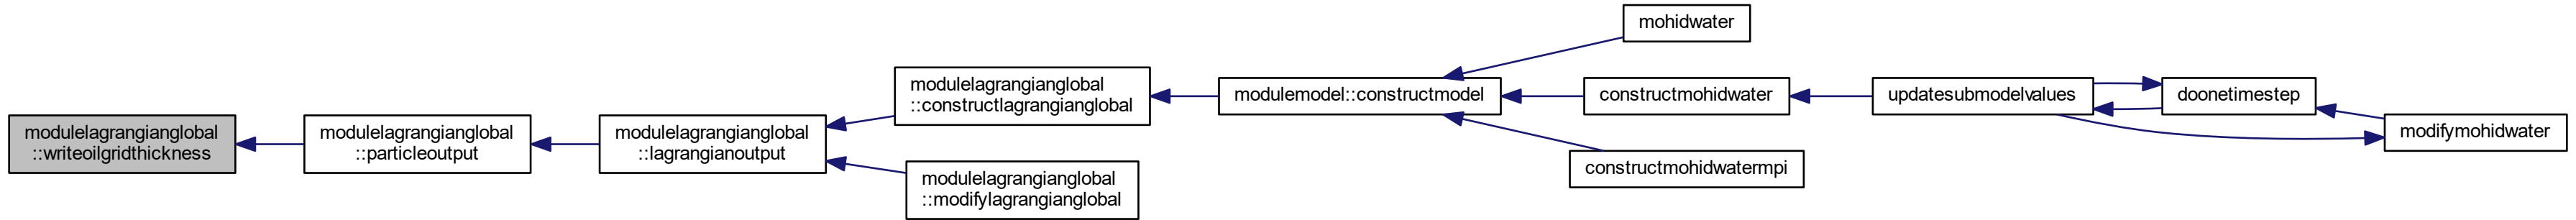 modulelagrangianglobal
::writeoilgridthickness
modulelagrangianglobal
::particleoutput
modulelagrangianglobal
::lagrangianoutput
modulelagrangianglobal
::constructlagrangianglobal
modulelagrangianglobal
::modifylagrangianglobal
modulemodel::constructmodel
mohidwater
constructmohidwater
constructmohidwatermpi
updatesubmodelvalues
doonetimestep
modifymohidwater